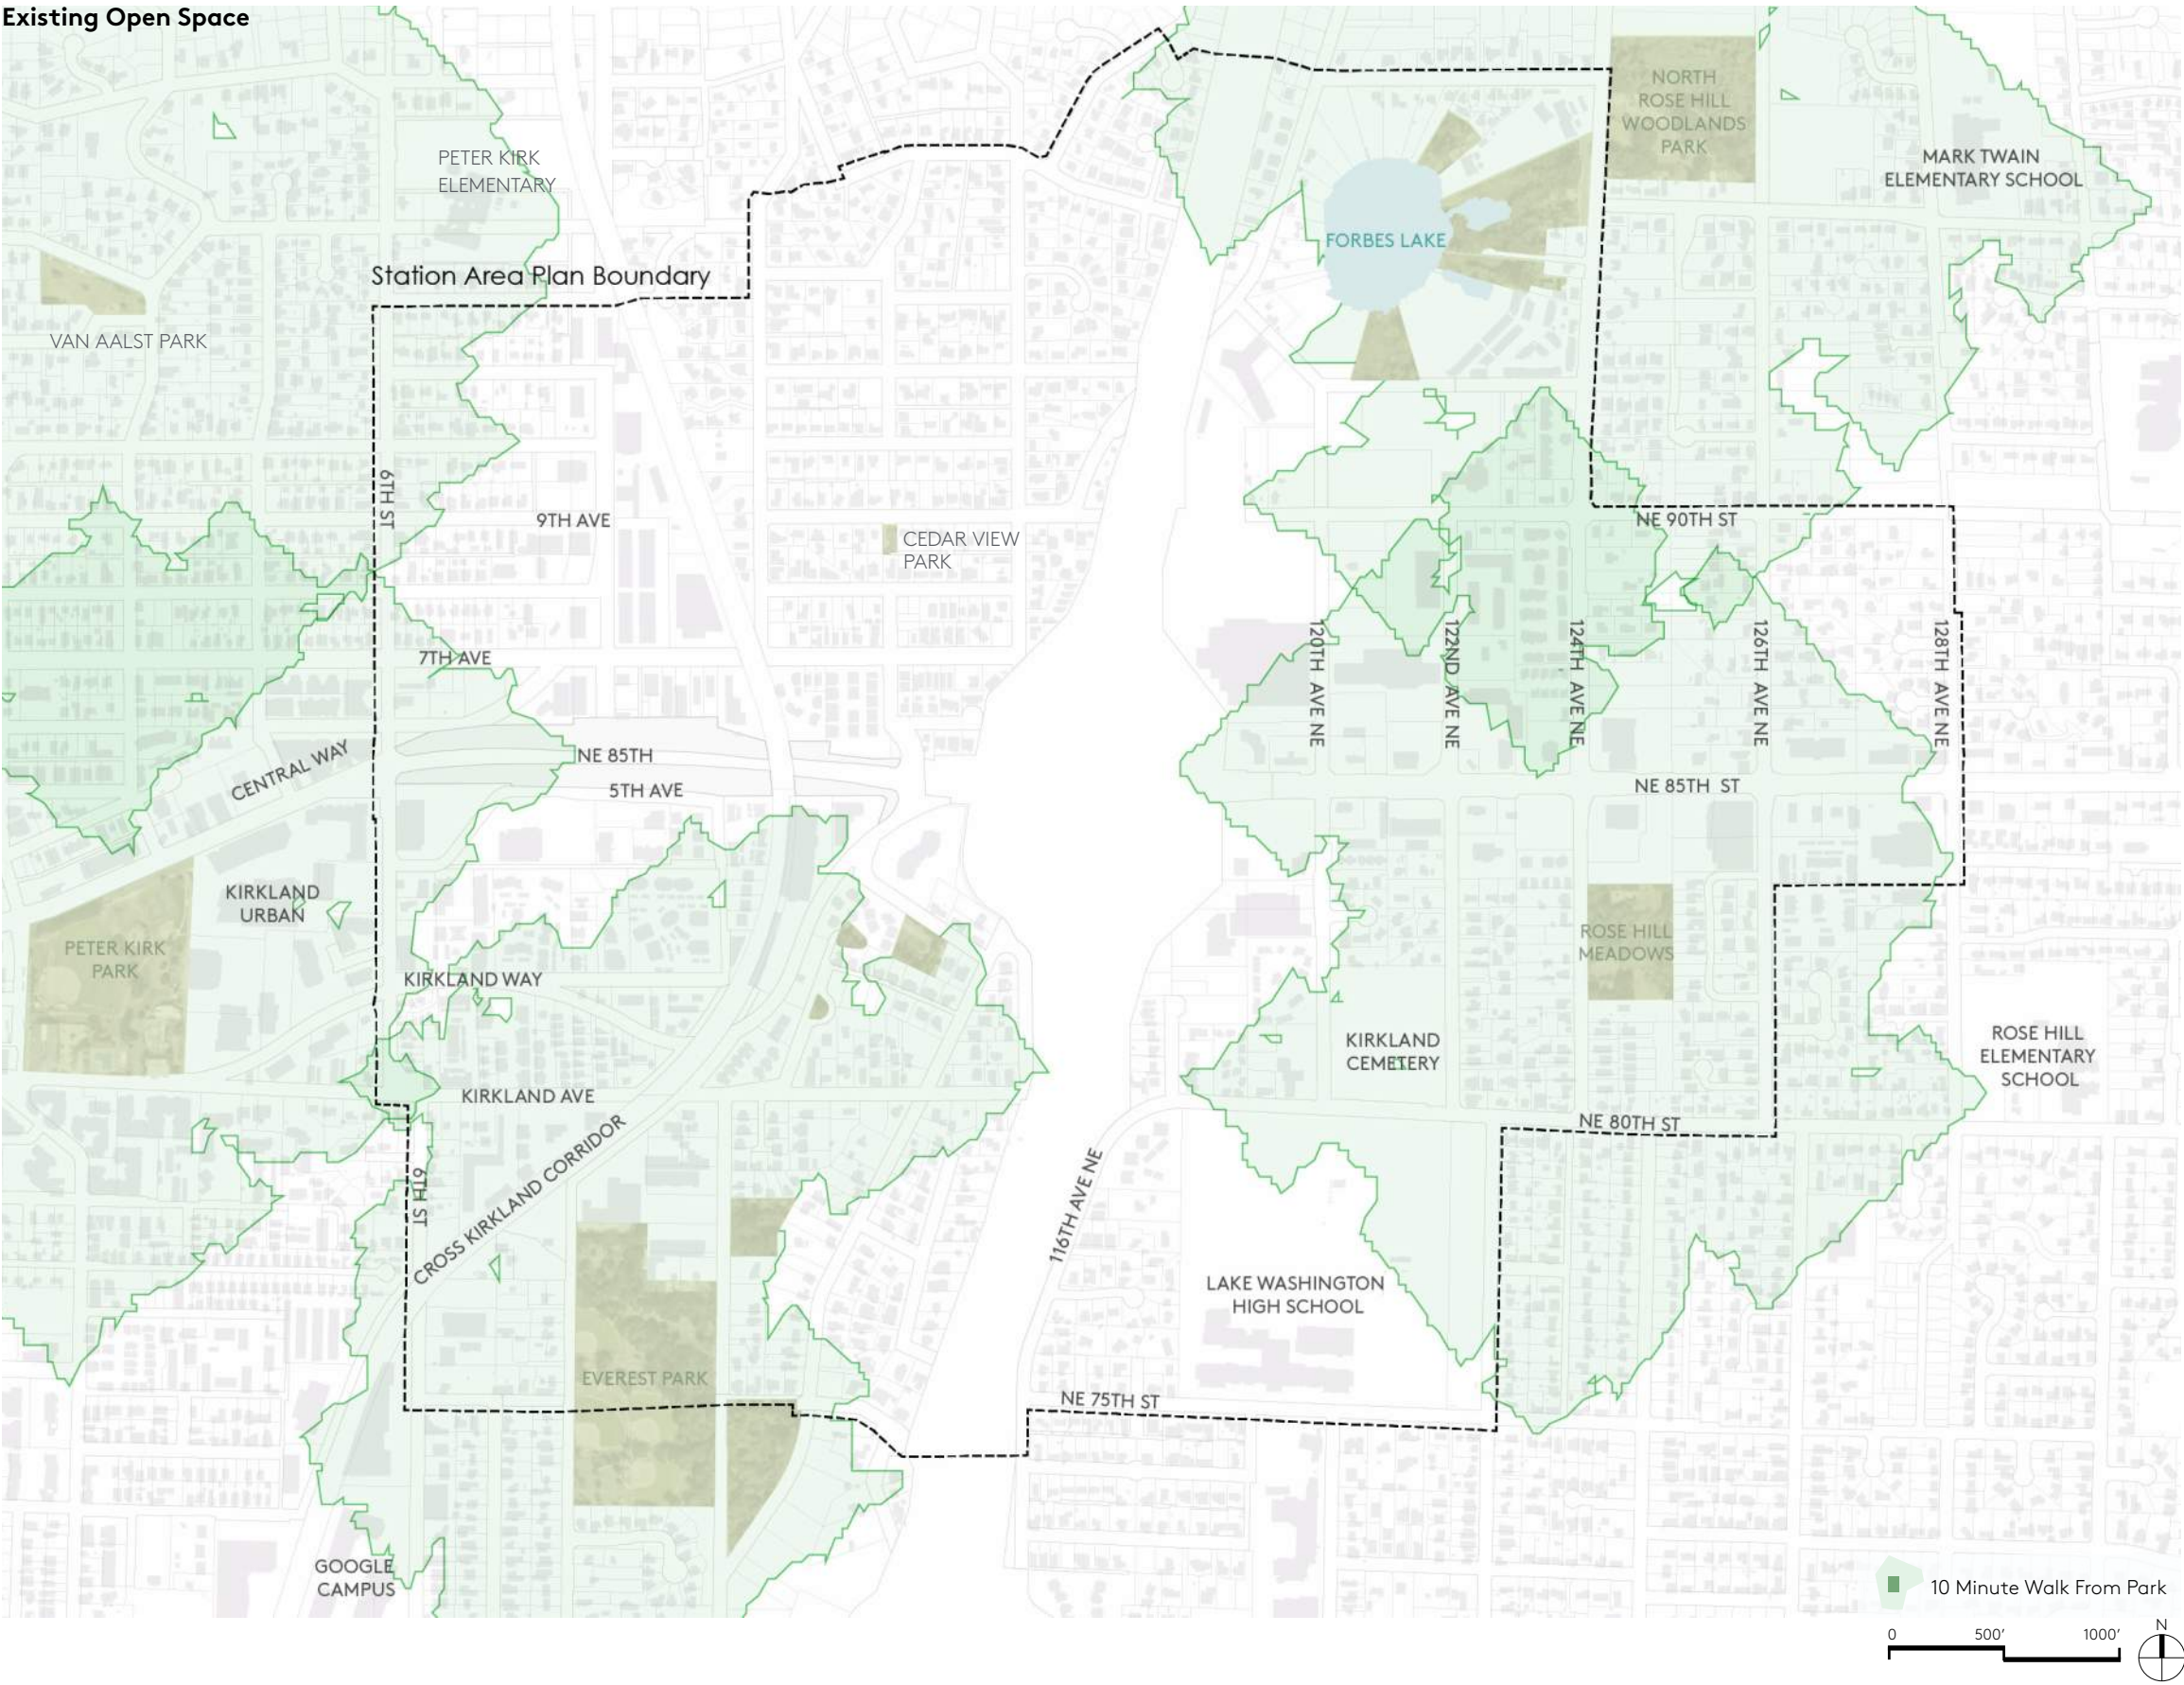 Existing Open Space
NORTH
ROSE HILL
WOODLANDS
PARK
PETER KIRK
ELEMENTARY
MARK TWAIN
ELEMENTARY SCHOOL
FORBES LAKE
Station Area Plan Boundary
VAN AALST PARK
6TH ST
9TH AVE
CEDAR VIEW
PARK
NE 90TH ST
7TH AVE
120TH AVE NE
122ND AVE NE
124TH AVE NE
126TH AVE NE
128TH AVE NE
CENTRAL WAY
NE 85TH
5TH AVE
NE 85TH ST
KIRKLAND
URBAN
PETER KIRK
PARK
ROSE HILL
MEADOWS
KIRKLAND WAY
KIRKLAND
CEMETERY
ROSE HILL
ELEMENTARY
SCHOOL
KIRKLAND AVE
NE 80TH ST
6TH ST
CROSS KIRKLAND CORRIDOR
116TH AVE NE
LAKE WASHINGTON
HIGH SCHOOL
EVEREST PARK
NE 75TH ST
GOOGLE
CAMPUS
10 Minute Walk From Park
0 500' 1000'
N